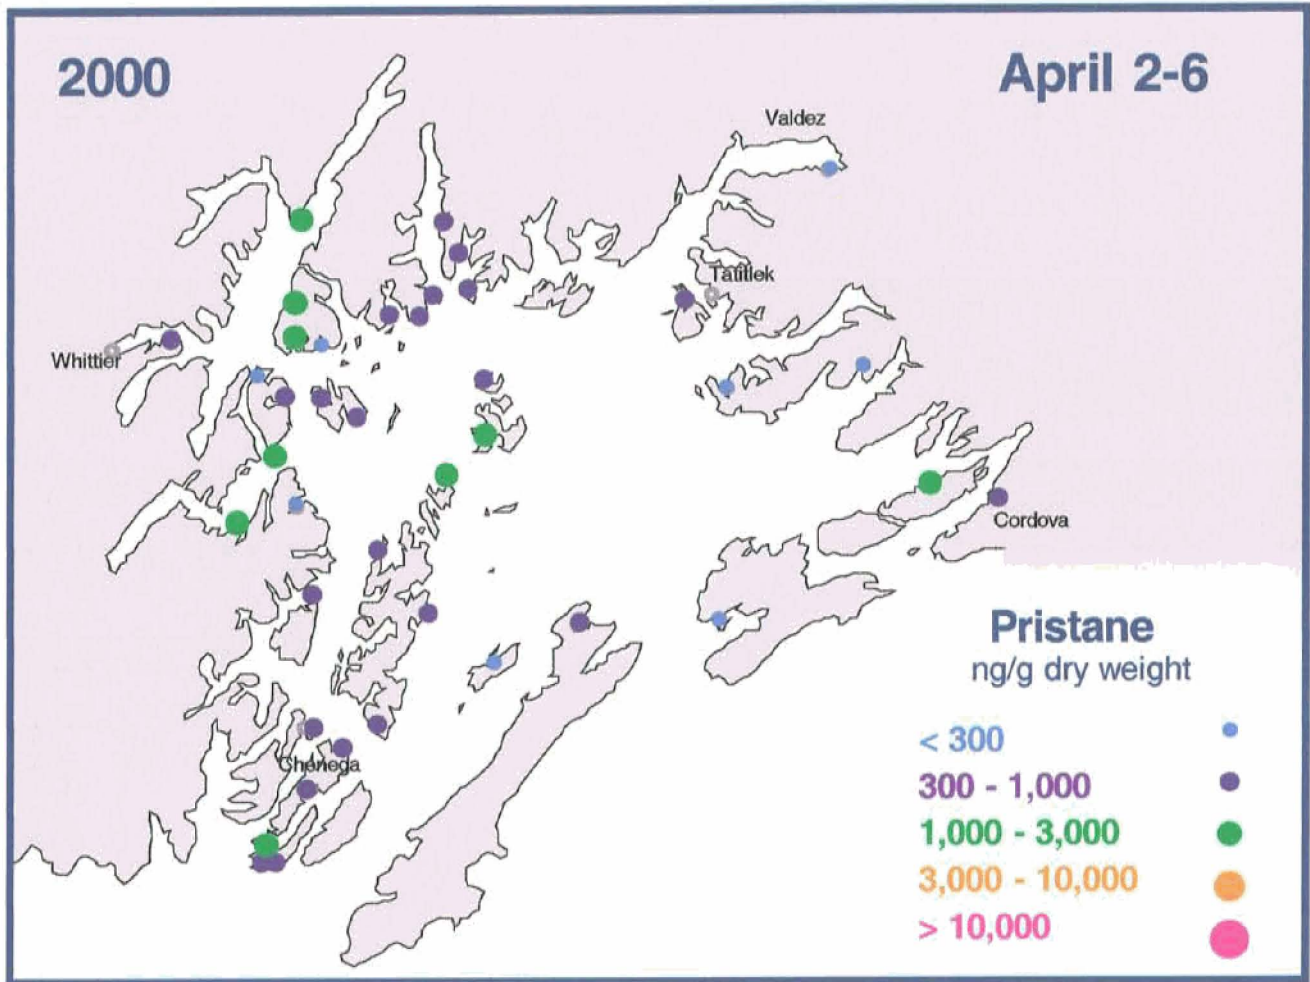 2000
April 2-6
Valdez
Tatitlek
Whittier
Cordova
Chenega
Pristane
ng/g dry weight
< 300
300 - 1,000
1,000 - 3,000
3,000 - 10,000
> 10,000